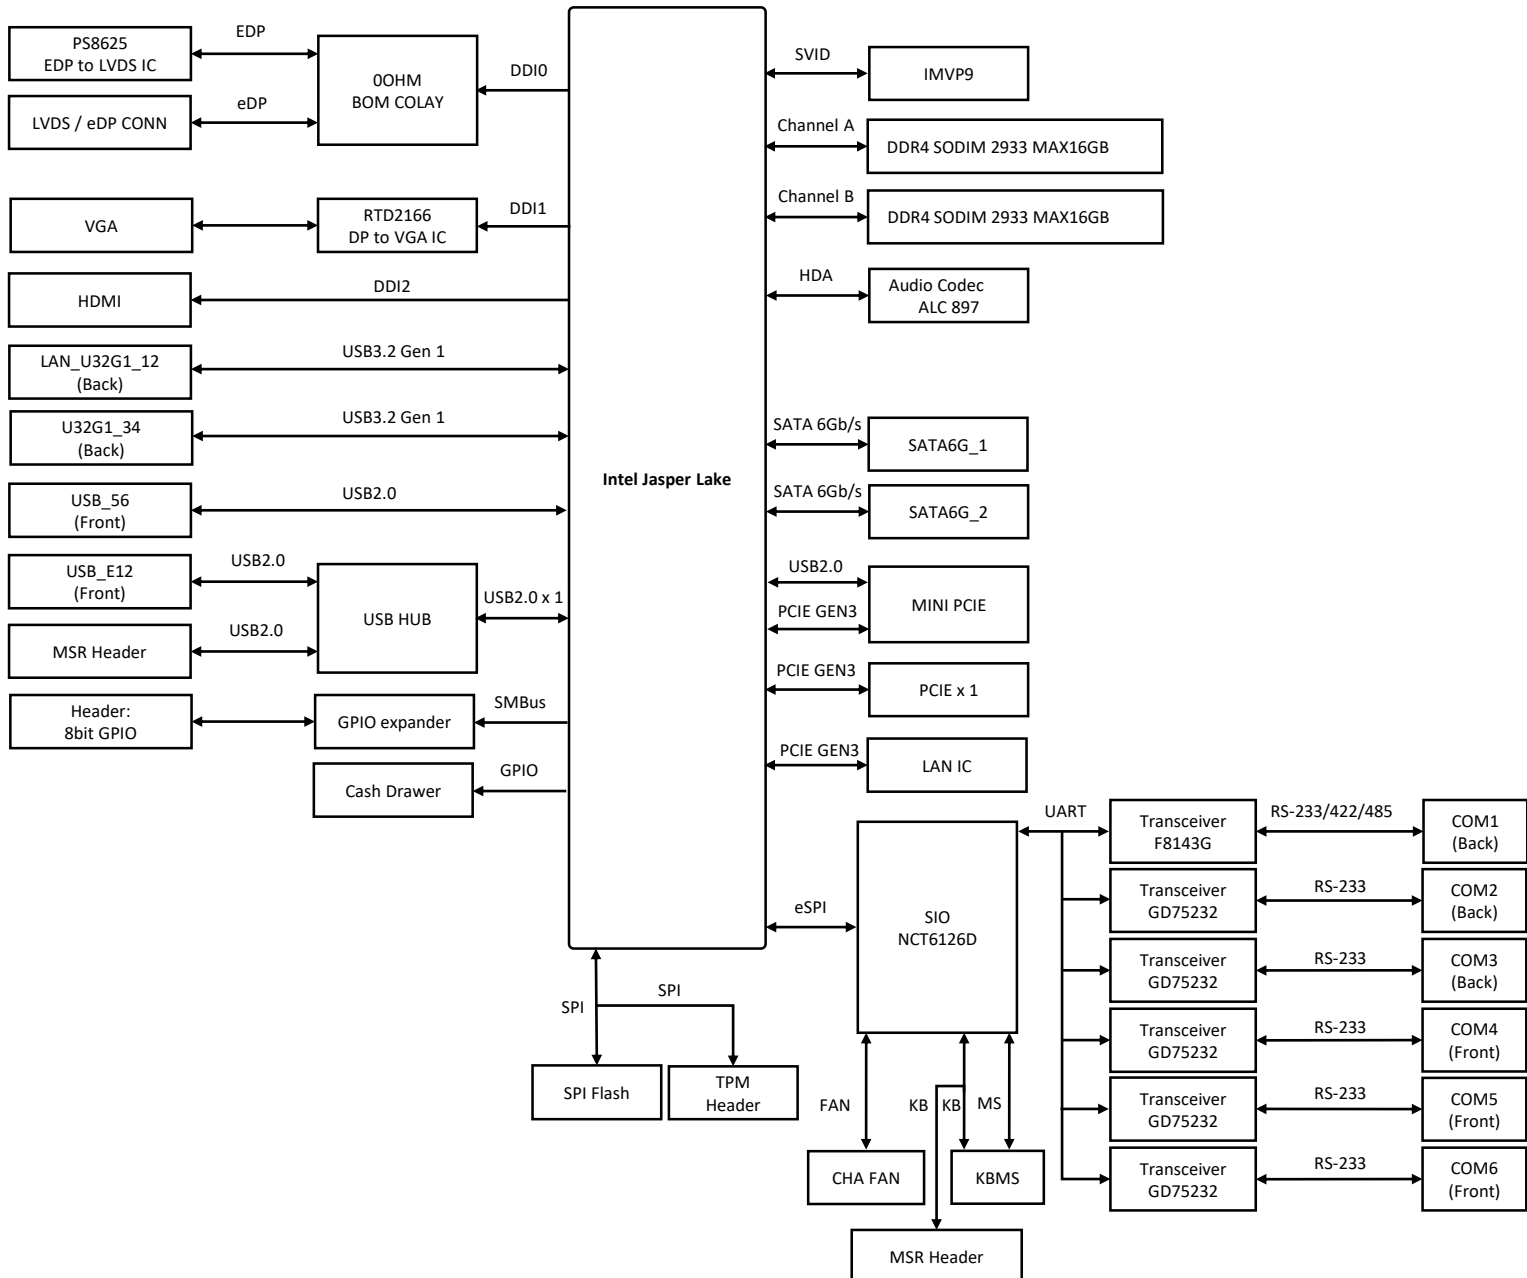 PS8625
EDP to LVDS IC
EDP
0OHM
BOM COLAY
DDI0
LVDS / eDP CONN
eDP
VGA
RTD2166
DP to VGA IC
DDI1
HDMI
DDI2
LAN_U32G1_12
(Back)
USB3.2 Gen 1
U32G1_34
(Back)
USB3.2 Gen 1
USB_56
(Front)
USB2.0
USB_E12
(Front)
USB2.0
USB HUB
USB2.0 x 1
MSR Header
USB2.0
Header:
8bit GPIO
GPIO expander
SMBus
Cash Drawer
GPIO
Intel Jasper Lake
SVID
IMVP9
Channel A
DDR4 SODIM 2933 MAX16GB
Channel B
DDR4 SODIM 2933 MAX16GB
HDA
Audio Codec
ALC 897
SATA 6Gb/s
SATA6G_1
SATA 6Gb/s
SATA6G_2
USB2.0
MINI PCIE
PCIE GEN3
PCIE GEN3
PCIE x 1
PCIE GEN3
LAN IC
eSPI
SIO
NCT6126D
UART
Transceiver
F8143G
RS-233/422/485
COM1
(Back)
Transceiver
GD75232
RS-233
COM2
(Back)
Transceiver
GD75232
RS-233
COM3
(Back)
Transceiver
GD75232
RS-233
COM4
(Front)
Transceiver
GD75232
RS-233
COM5
(Front)
Transceiver
GD75232
RS-233
COM6
(Front)
SPI
SPI
SPI Flash
TPM
Header
FAN
KB
KB
MS
CHA FAN
KBMS
MSR Header